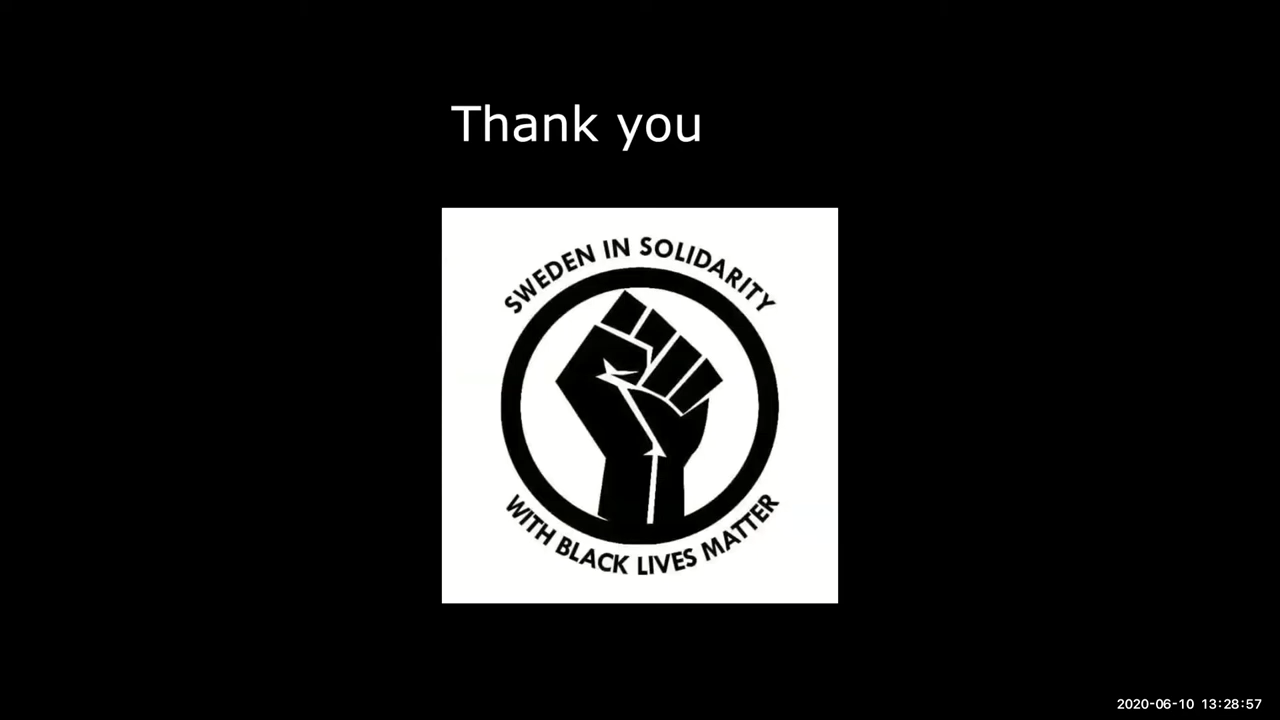 Thank you
SWEDEN IN SOLIDARITY
WITH BLACK LIVES MATTER
2020-06-10 13:28:57